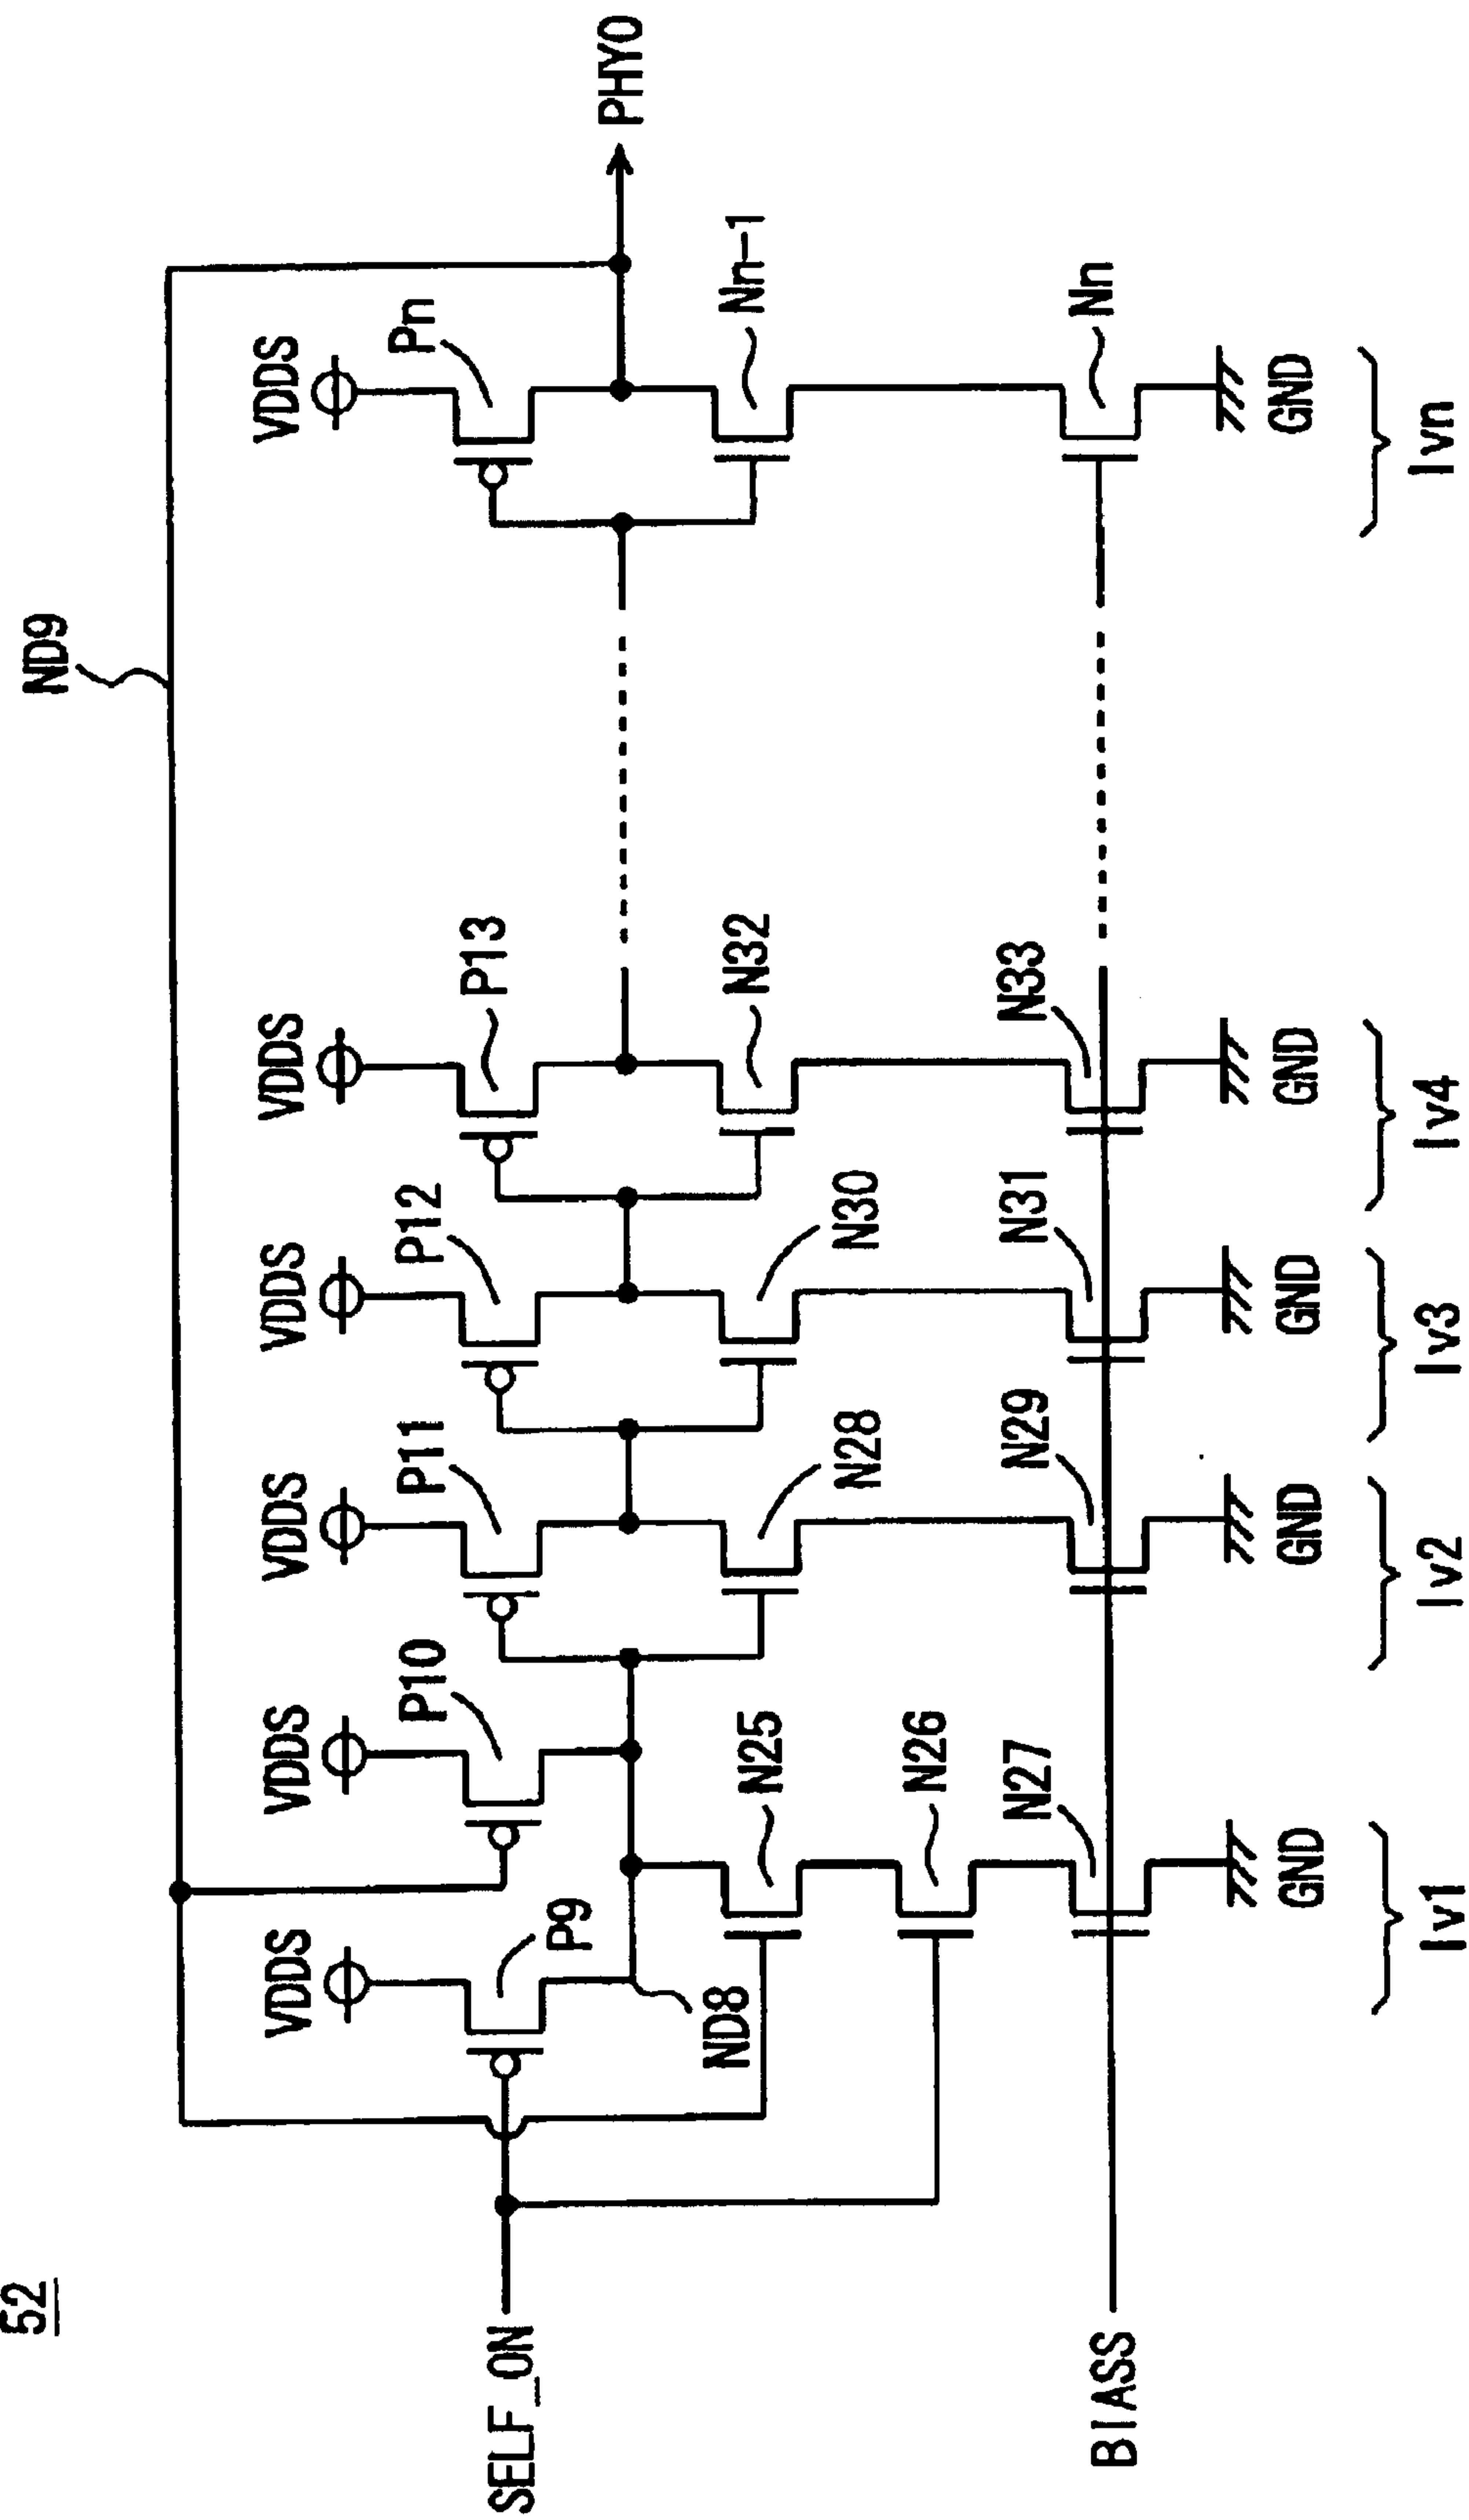 52
ND9
VDDS VDDS VDDS VDDS VDDS VDDS
P10 P11 P12 P13 Pn
SELF_ON P9 PHY0
ND8 N25 N32 Nn-1
N28 N30
N26
N27 N29 N31 N33 Nn
BIASS
GND GND GND GND GND
Iv1 Iv2 Iv3 Iv4 Ivn